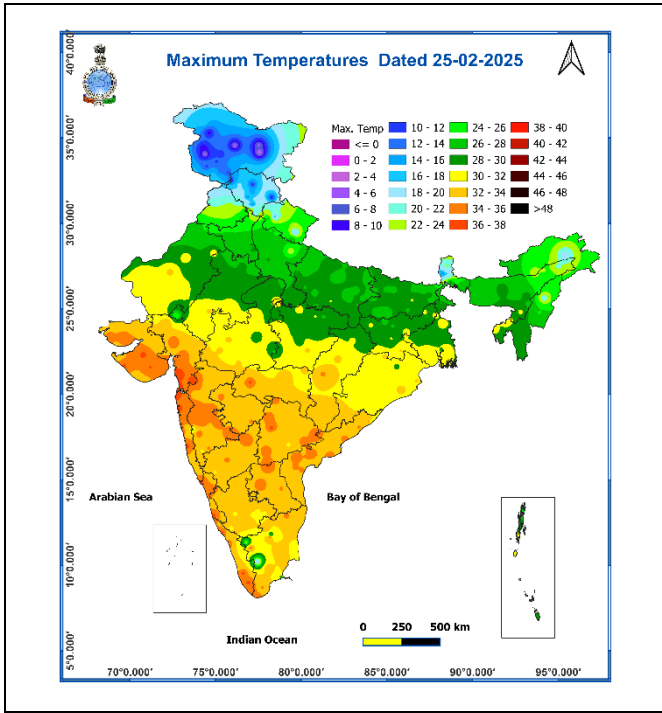 Maximum Temperatures Dated 25-02-2025
Max. Temp
<= 0
0 - 2
2 - 4
4 - 6
6 - 8
8 - 10
10 - 12
12 - 14
14 - 16
16 - 18
18 - 20
20 - 22
22 - 24
24 - 26
26 - 28
28 - 30
30 - 32
32 - 34
34 - 36
36 - 38
38 - 40
40 - 42
42 - 44
44 - 46
46 - 48
>48
40°0.000'
35°0.000'
30°0.000'
25°0.000'
20°0.000'
15°0.000'
10°0.000'
5°0.000'
Arabian Sea
Bay of Bengal
Indian Ocean
0 250 500 km
70°0.000' 75°0.000' 80°0.000' 85°0.000' 90°0.000' 95°0.000'